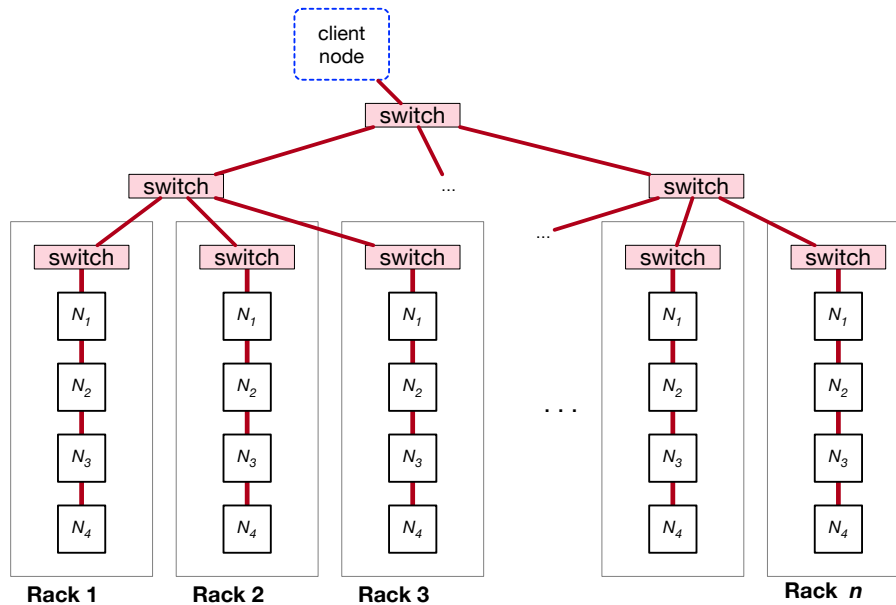 client
node
switch
switch
...
switch
...
switch
switch
switch
switch
switch
N1
N1
N1
N1
N1
N2
N2
N2
N2
N2
. . .
N3
N3
N3
N3
N3
N4
N4
N4
N4
N4
Rack 1
Rack 2
Rack 3
Rack n